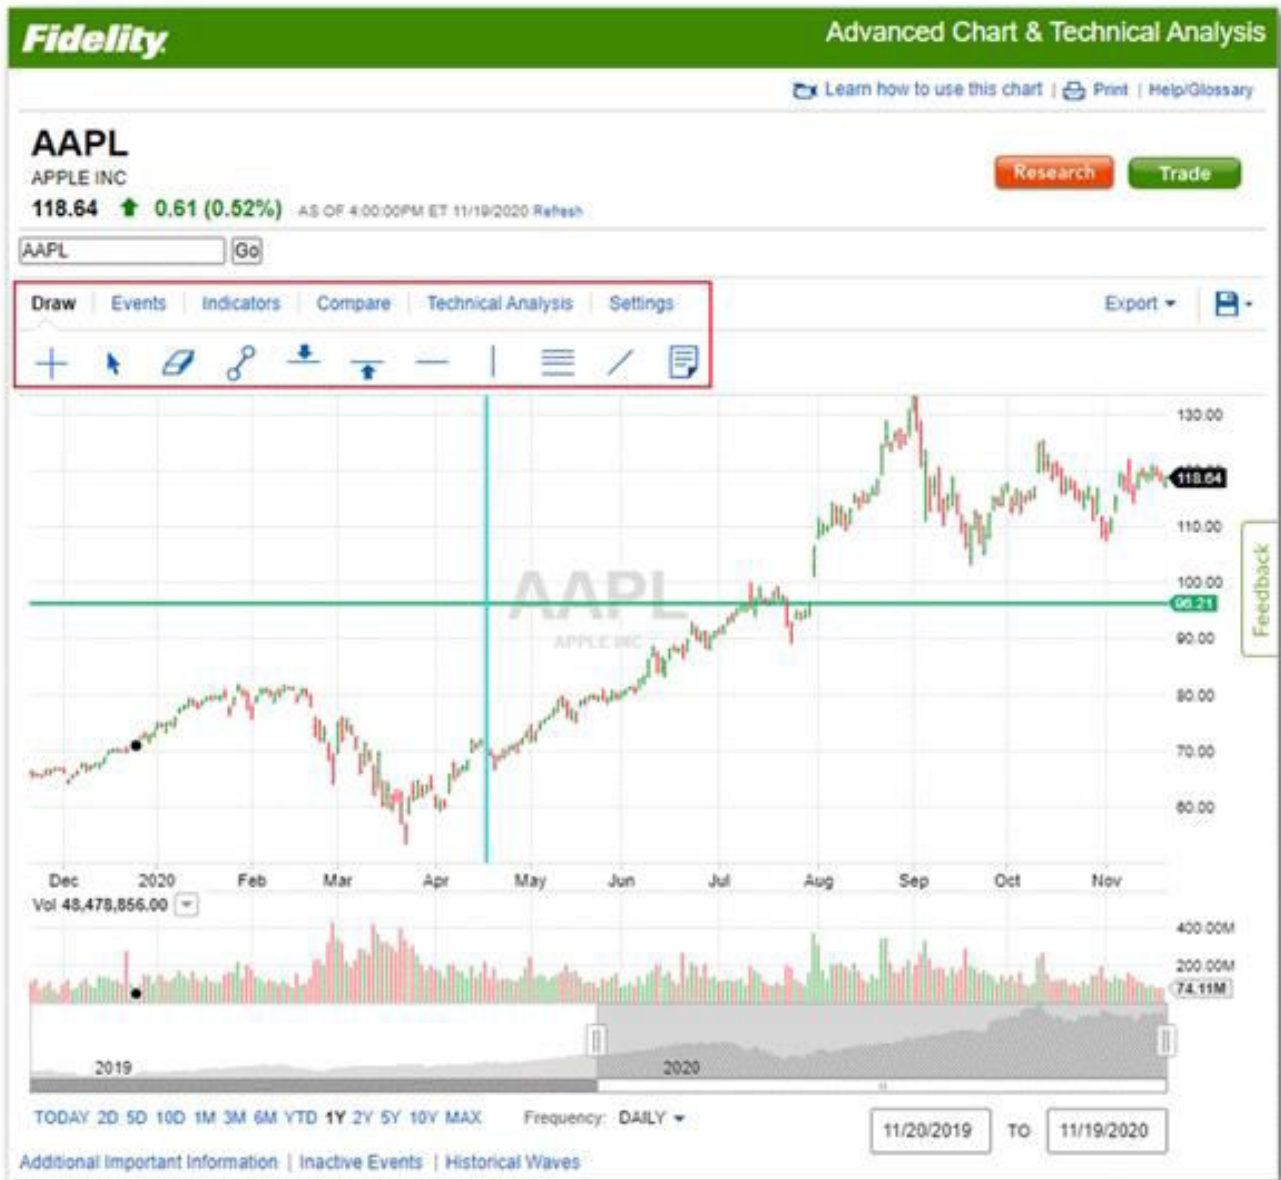 Fidelity
Advanced Chart & Technical Analysis
Learn how to use this chart | Print | Help/Glossary
AAPL
APPLE INC
Research
Trade
118.64 0.61 (0.52%) AS OF 4:00:00PM ET 11/19/2020 Refresh
AAPL
Go
Draw Events Indicators Compare Technical Analysis Settings
Export
130.00
118.64
110.00
100.00
96.21
90.00
80.00
70.00
60.00
AAPL
APPLE INC
Feedback
Dec 2020 Feb Mar Apr May Jun Jul Aug Sep Oct Nov
Vol 48,478,856.00
400.00M
200.00M
74.11M
2019 2020
TODAY 2D 5D 10D 1M 3M 6M YTD 1Y 2Y 5Y 10Y MAX Frequency: DAILY
11/20/2019 TO 11/19/2020
Additional Important Information | Inactive Events | Historical Waves